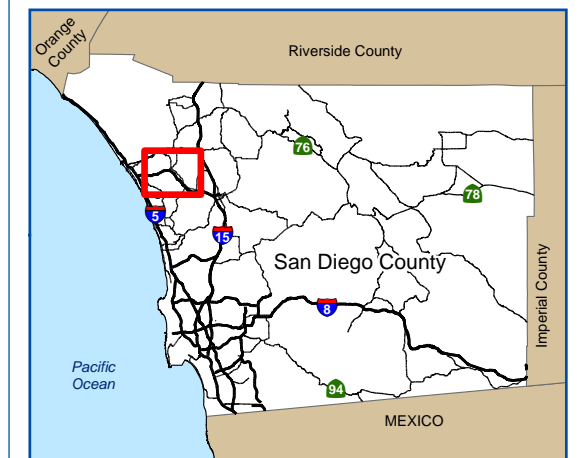 Orange
County
Riverside County
76
78
5
15
San Diego County
Imperial County
8
Pacific
Ocean
94
MEXICO